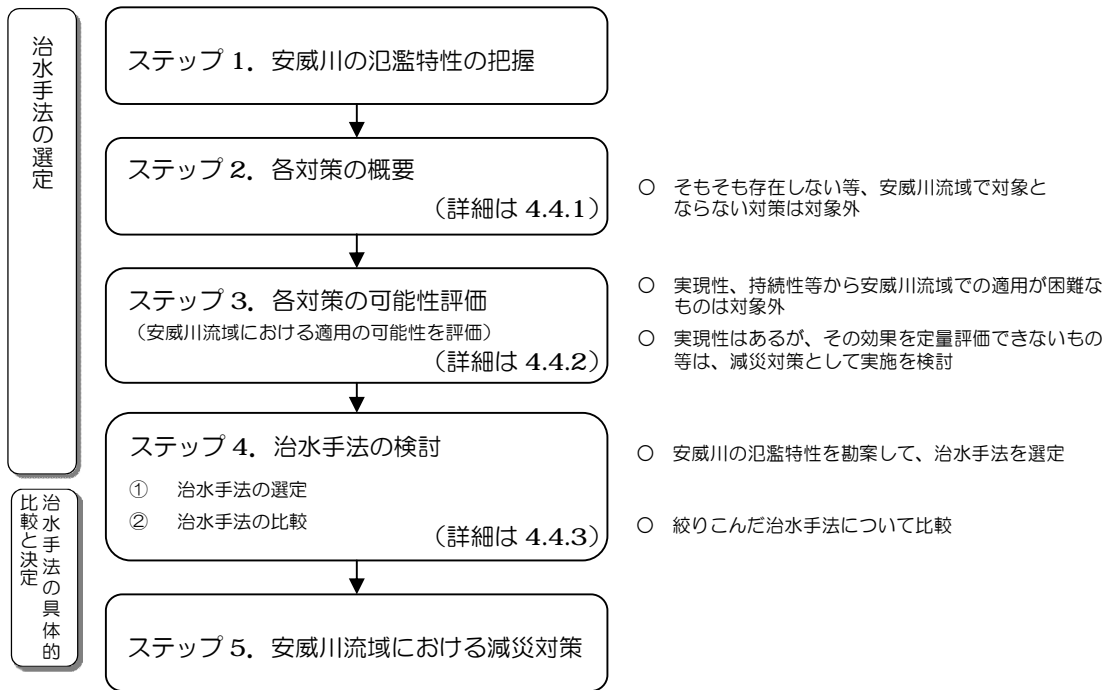 治水手法の選定
ステップ 1．安威川の氾濫特性の把握
ステップ 2．各対策の概要
（詳細は 4.4.1）
○ そもそも存在しない等、安威川流域で対象と
ならない対策は対象外
ステップ 3．各対策の可能性評価
（安威川流域における適用の可能性を評価）
（詳細は 4.4.2）
○ 実現性、持続性等から安威川流域での適用が困難な
ものは対象外
○ 実現性はあるが、その効果を定量評価できないもの
等は、減災対策として実施を検討
ステップ 4．治水手法の検討
① 治水手法の選定
② 治水手法の比較
（詳細は 4.4.3）
○ 安威川の氾濫特性を勘案して、治水手法を選定
○ 絞りこんだ治水手法について比較
治水手法の具体的
比較と決定
ステップ 5．安威川流域における減災対策